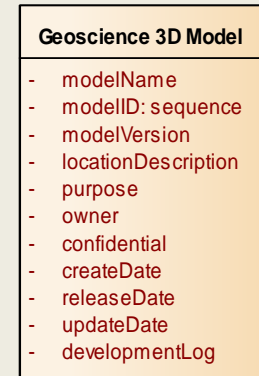 Geoscience 3D Model
- modelName
- modelID: sequence
- modelVersion
- locationDescription
- purpose
- owner
- confidential
- createDate
- releaseDate
- updateDate
- developmentLog